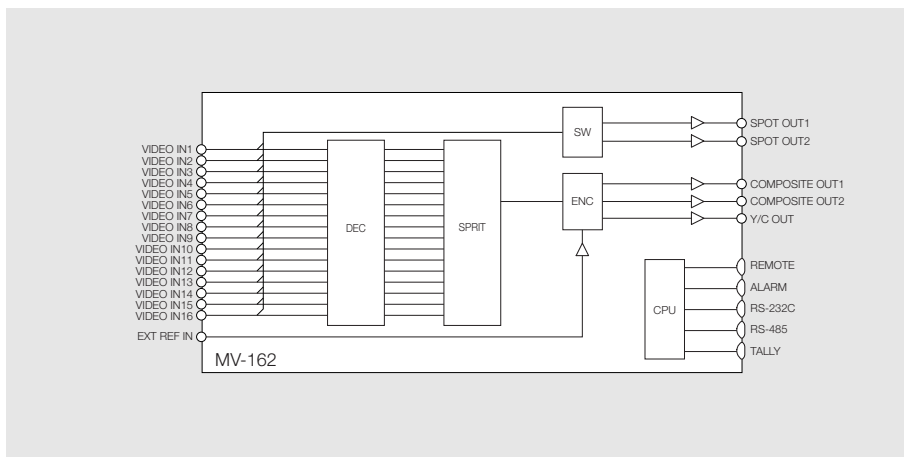 VIDEO IN1
VIDEO IN2
VIDEO IN3
VIDEO IN4
VIDEO IN5
VIDEO IN6
VIDEO IN7
VIDEO IN8
VIDEO IN9
VIDEO IN10
VIDEO IN11
VIDEO IN12
VIDEO IN13
VIDEO IN14
VIDEO IN15
VIDEO IN16
EXT REF IN
DEC
SPRIT
SW
ENC
CPU
SPOT OUT1
SPOT OUT2
COMPOSITE OUT1
COMPOSITE OUT2
Y/C OUT
REMOTE
ALARM
RS-232C
RS-485
TALLY
MV-162